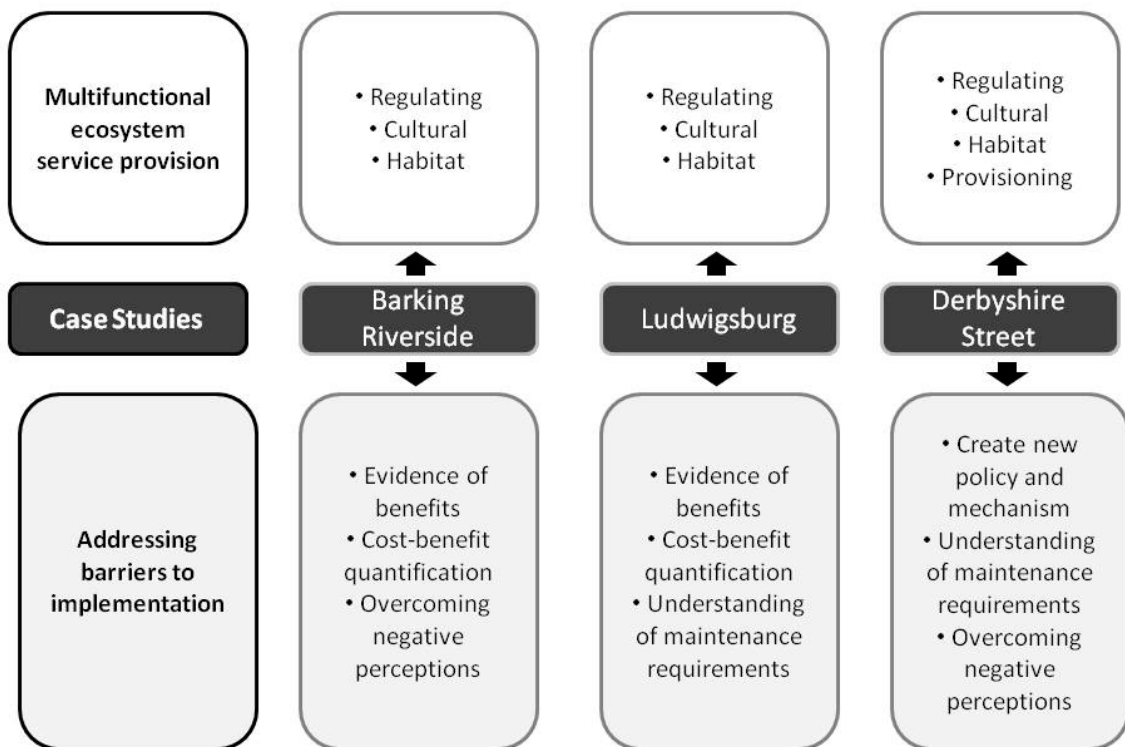 Multifunctional
ecosystem
service provision
• Regulating
• Cultural
• Habitat
• Regulating
• Cultural
• Habitat
• Regulating
• Cultural
• Habitat
• Provisioning
Case Studies
Barking
Riverside
Ludwigsburg
Derbyshire
Street
Addressing
barriers to
implementation
• Evidence of
benefits
• Cost-benefit
quantification
• Overcoming
negative
perceptions
• Evidence of
benefits
• Cost-benefit
quantification
• Understanding
of maintenance
requirements
• Create new
policy and
mechanism
• Understanding
of maintenance
requirements
• Overcoming
negative
perceptions